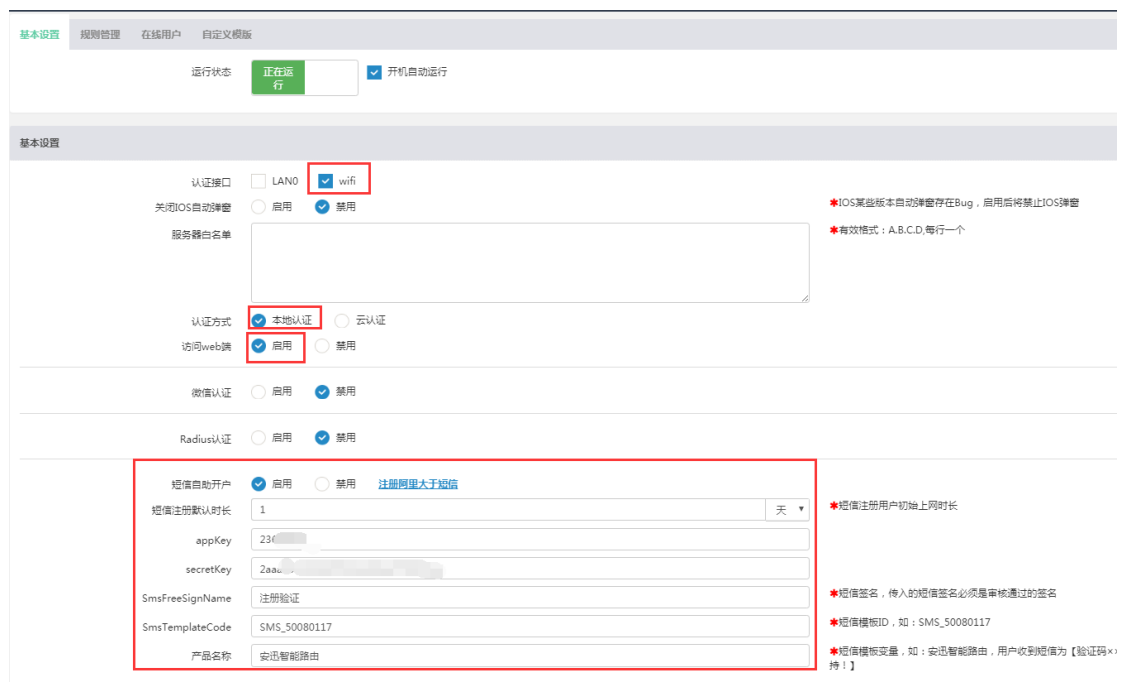 基本设置 规则管理 在线用户 自定义模版
运行状态 正在运行 开机自动运行
基本设置
认证接口 LAN0 wifi
关闭IOS自动弹窗 启用 禁用 *IOS某些版本自动弹窗存在Bug，启用后将禁止IOS弹窗
服务器白名单 *有效格式：A.B.C.D,每行一个
认证方式 本地认证 云认证
访问web端 启用 禁用
微信认证 启用 禁用
Radius认证 启用 禁用
短信自助开户 启用 禁用 注册阿里大于短信
短信注册默认时长 1 天 *短信注册用户初始上网时长
appKey 236
secretKey 2aaa
SmsFreeSignName 注册验证 *短信签名，传入的短信签名必须是审核通过的签名
SmsTemplateCode SMS_50080117 *短信模板ID，如：SMS_50080117
产品名称 安迅智能路由 *短信模板变量，如：安迅智能路由，用户收到短信为【验证码×
持！】